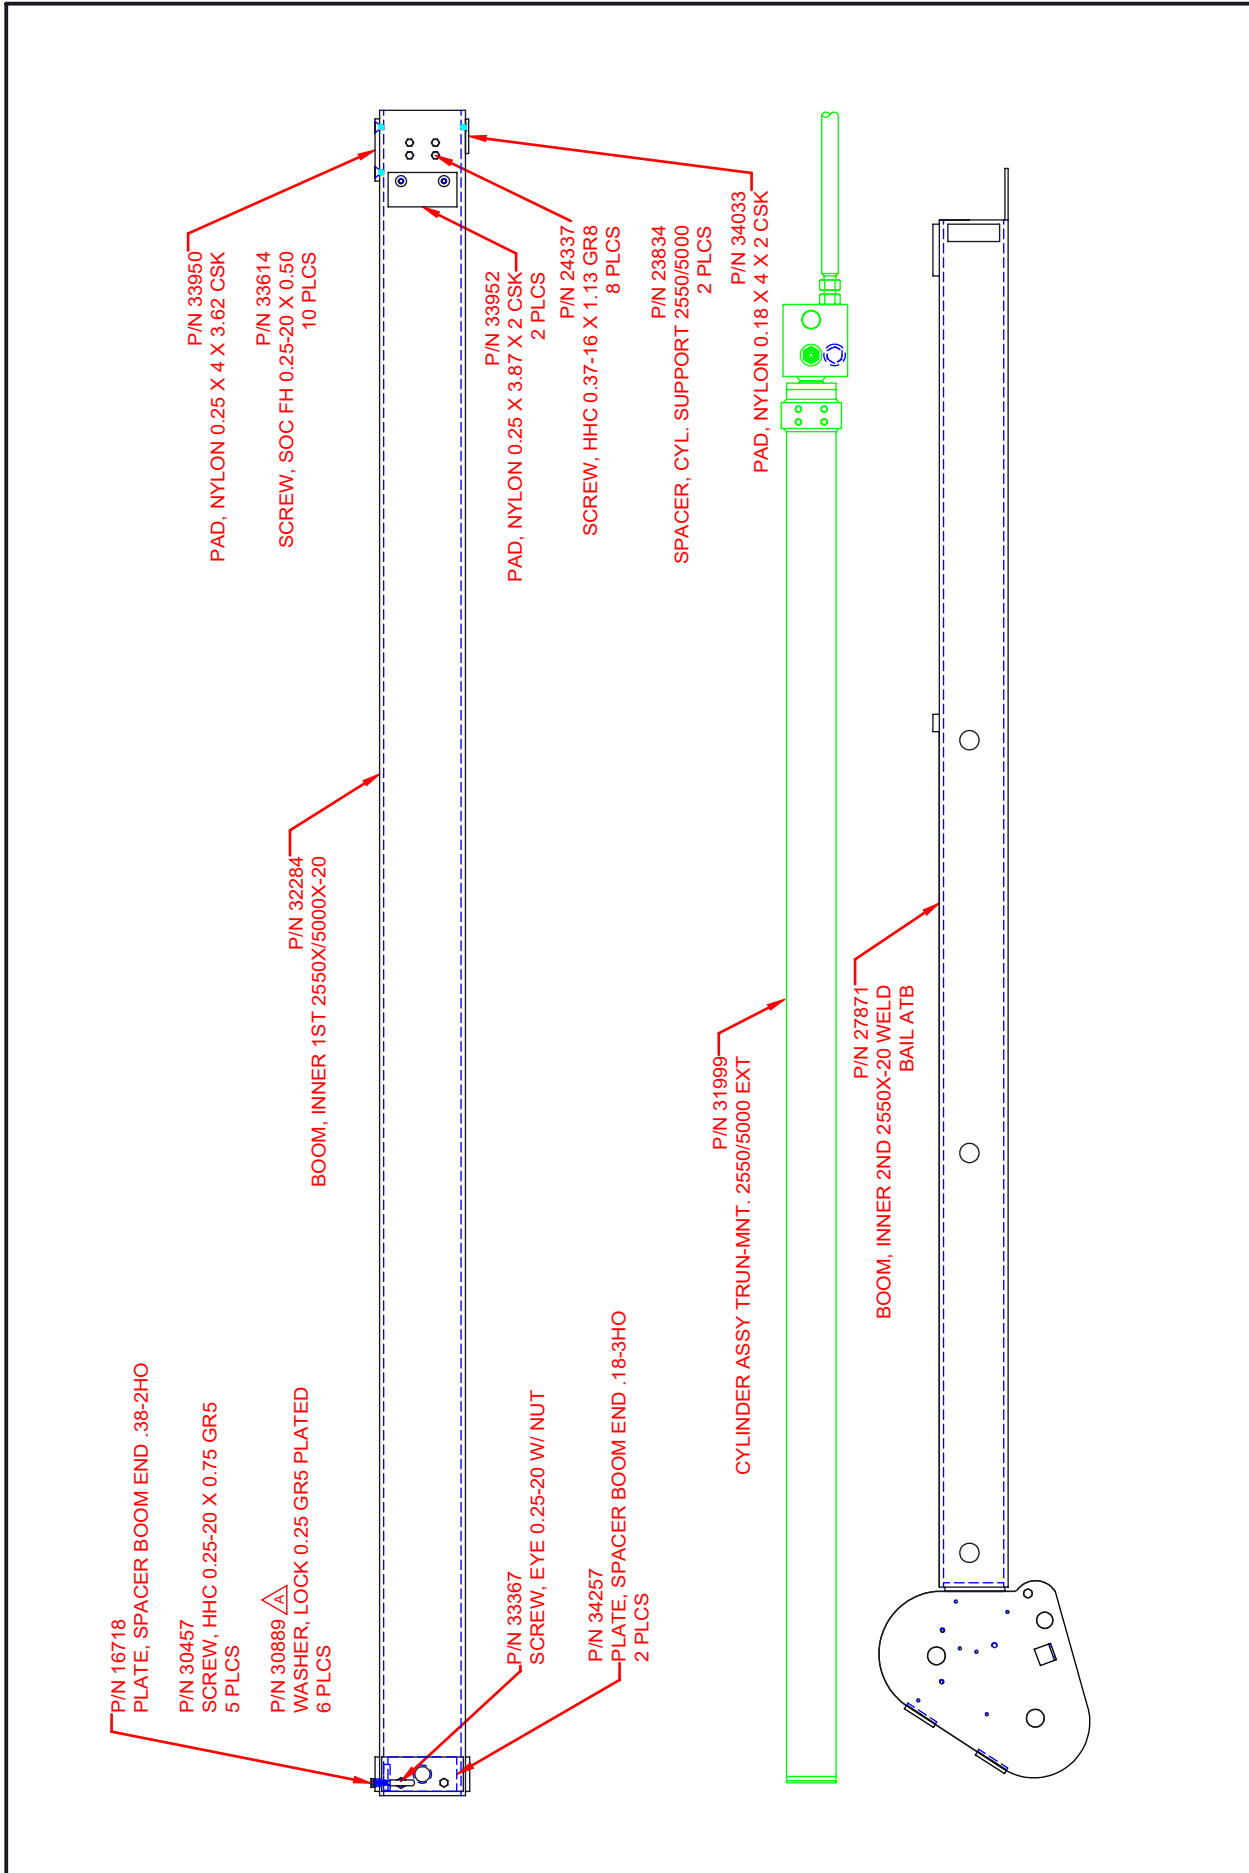 P/N 16718
PLATE, SPACER BOOM END .38-2HO
P/N 30457
SCREW, HHC 0.25-20 X 0.75 GR5
5 PLCS
P/N 30889 A
WASHER, LOCK 0.25 GR5 PLATED
6 PLCS
P/N 33367
SCREW, EYE 0.25-20 W/ NUT
P/N 34257
PLATE, SPACER BOOM END .18-3HO
2 PLCS
P/N 32284
BOOM, INNER 1ST 2550X/5000X-20
P/N 33950
PAD, NYLON 0.25 X 4 X 3.62 CSK
P/N 33614
SCREW, SOC FH 0.25-20 X 0.50
10 PLCS
P/N 33952
PAD, NYLON 0.25 X 3.87 X 2 CSK
2 PLCS
P/N 24337
SCREW, HHC 0.37-16 X 1.13 GR8
8 PLCS
P/N 23834
SPACER, CYL. SUPPORT 2550/5000
2 PLCS
P/N 34033
PAD, NYLON 0.18 X 4 X 2 CSK
P/N 31999
CYLINDER ASSY TRUN-MNT. 2550/5000 EXT
P/N 27871
BOOM, INNER 2ND 2550X-20 WELD
BAIL ATB